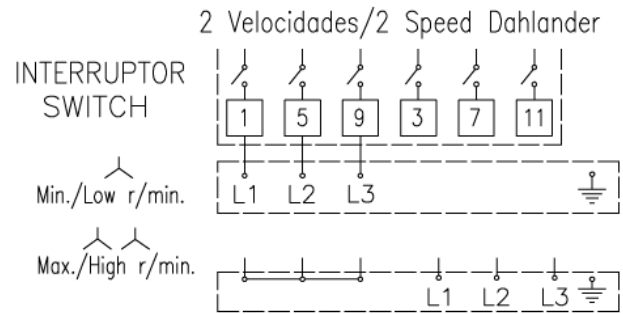 2 Velocidades/2 Speed Dahlander
INTERRUPTOR
SWITCH
1 5 9 3 7 11
Min./Low r/min.
L1 L2 L3
Max./High r/min.
L1 L2 L3